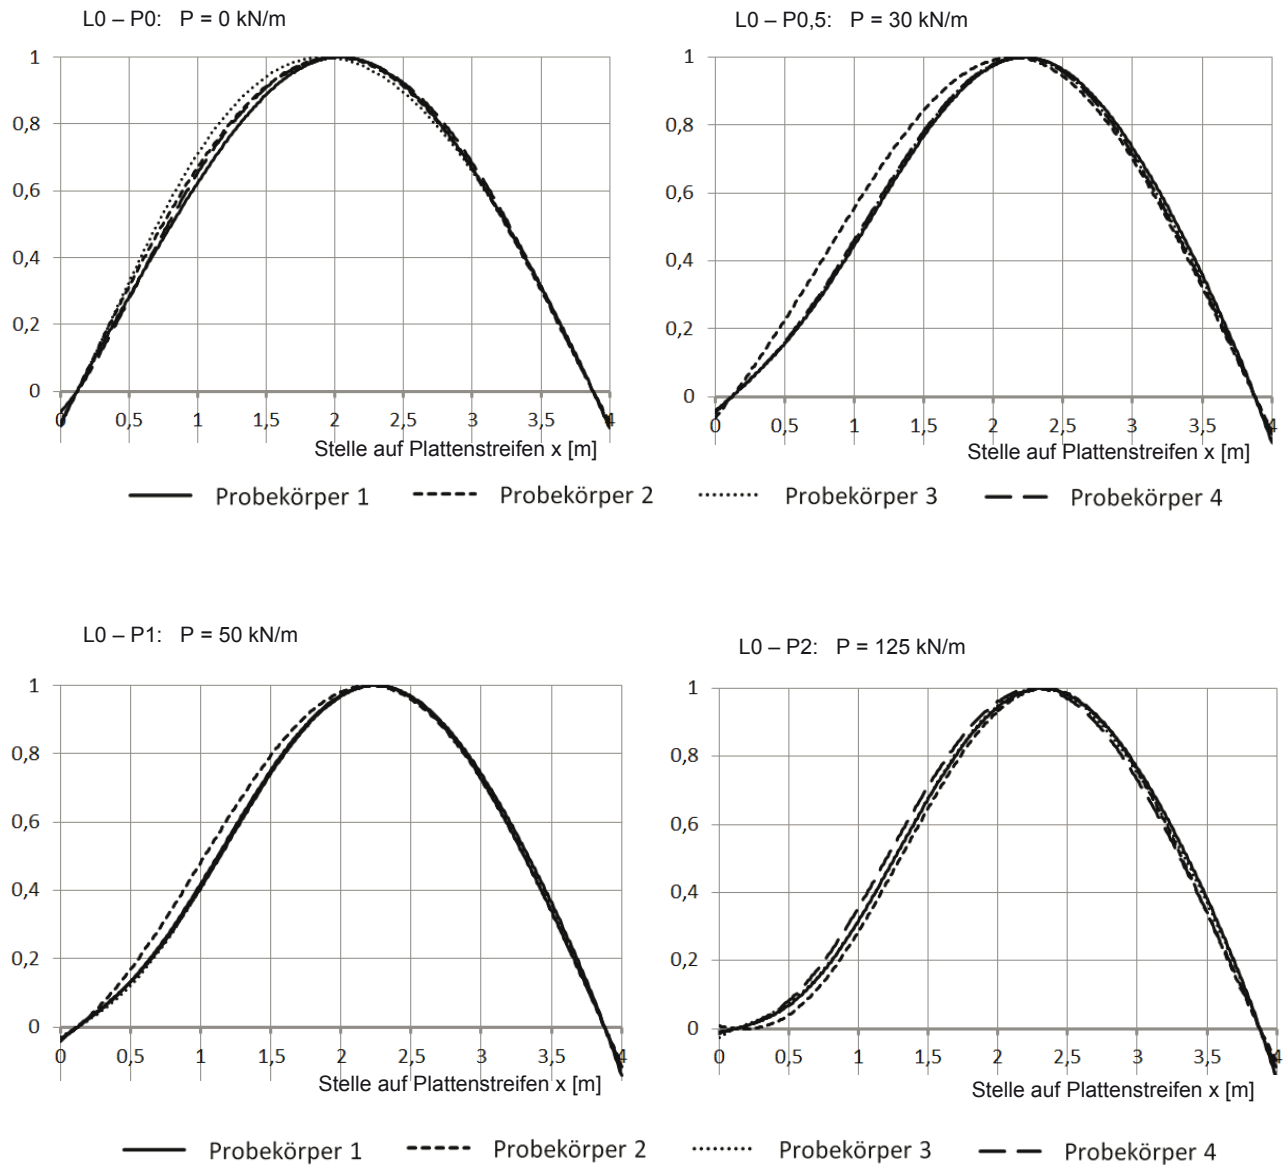 L0 – P0: P = 0 kN/m
1
0,8
0,6
0,4
0,2
0
0 0,5 1 1,5 2 2,5 3 3,5 4
Stelle auf Plattenstreifen x [m]
L0 – P0,5: P = 30 kN/m
1
0,8
0,6
0,4
0,2
0
0 0,5 1 1,5 2 2,5 3 3,5 4
Stelle auf Plattenstreifen x [m]
Probekörper 1 Probekörper 2 Probekörper 3 Probekörper 4
L0 – P1: P = 50 kN/m
1
0,8
0,6
0,4
0,2
0
0 0,5 1 1,5 2 2,5 3 3,5 4
Stelle auf Plattenstreifen x [m]
L0 – P2: P = 125 kN/m
1
0,8
0,6
0,4
0,2
0
0 0,5 1 1,5 2 2,5 3 3,5 4
Stelle auf Plattenstreifen x [m]
Probekörper 1 Probekörper 2 Probekörper 3 Probekörper 4